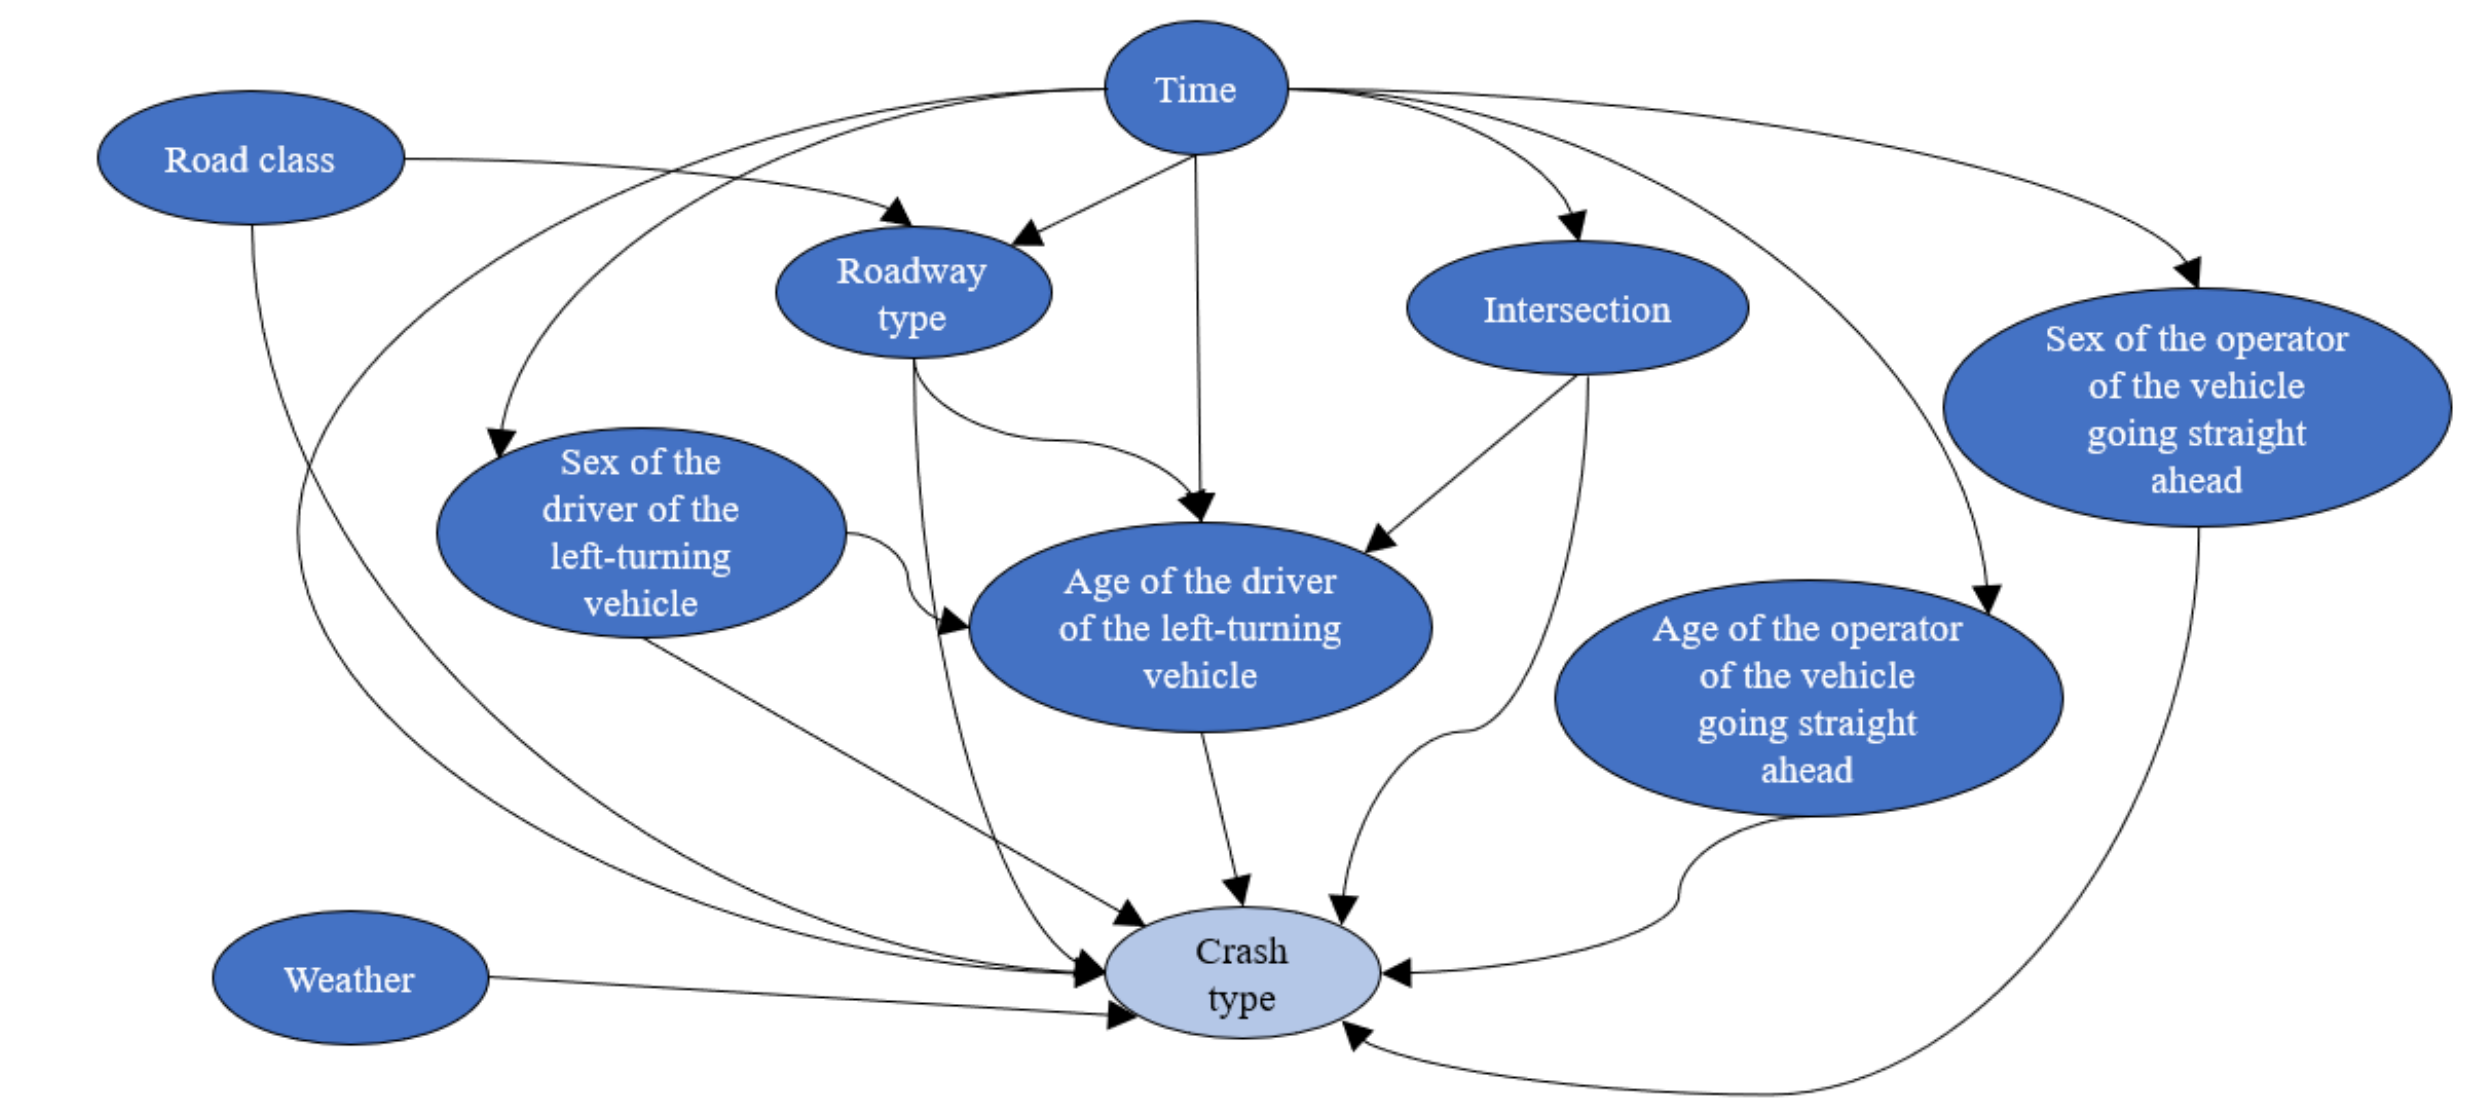 Time
Road class
Roadway
type
Intersection
Sex of the operator
of the vehicle
going straight
ahead
Sex of the
driver of the
left-turning
vehicle
Age of the driver
of the left-turning
vehicle
Age of the operator
of the vehicle
going straight
ahead
Weather
Crash
type